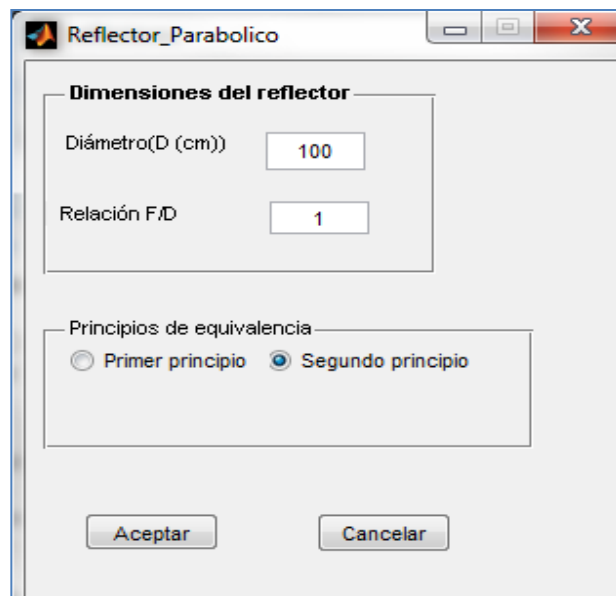 Reflector_Parabolico
Dimensiones del reflector
Diámetro(D (cm)) 100
Relación F/D 1
Principios de equivalencia
Primer principio Segundo principio
Aceptar Cancelar